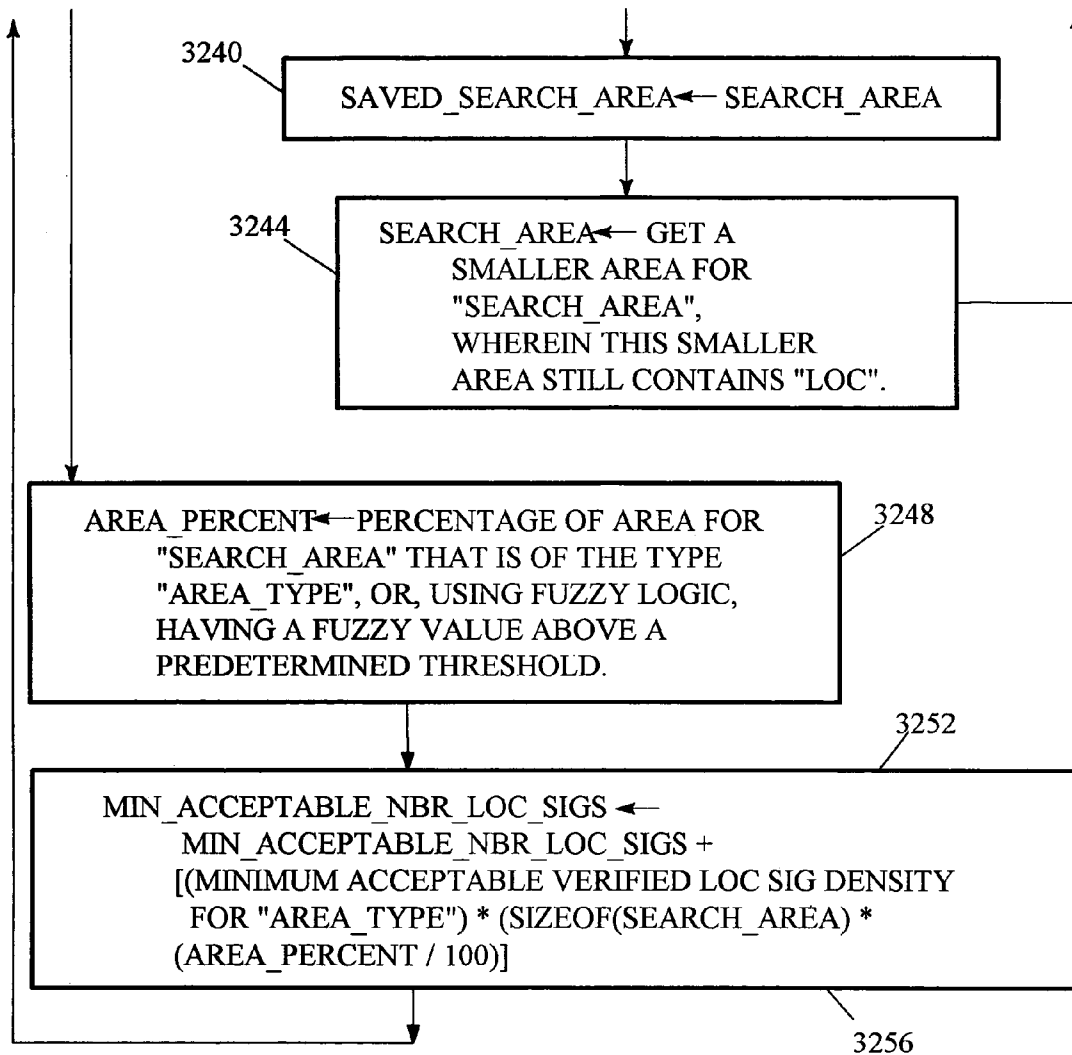 3240
SAVED_SEARCH_AREA← SEARCH_AREA
3244
SEARCH_AREA← GET A
SMALLER AREA FOR
"SEARCH_AREA",
WHEREIN THIS SMALLER
AREA STILL CONTAINS "LOC".
3248
AREA_PERCENT←PERCENTAGE OF AREA FOR
"SEARCH_AREA" THAT IS OF THE TYPE
"AREA_TYPE", OR, USING FUZZY LOGIC,
HAVING A FUZZY VALUE ABOVE A
PREDETERMINED THRESHOLD.
3252
MIN_ACCEPTABLE_NBR_LOC_SIGS ←
MIN_ACCEPTABLE_NBR_LOC_SIGS +
[(MINIMUM ACCEPTABLE VERIFIED LOC SIG DENSITY
FOR "AREA_TYPE") * (SIZEOF(SEARCH_AREA) *
(AREA_PERCENT / 100)]
3256